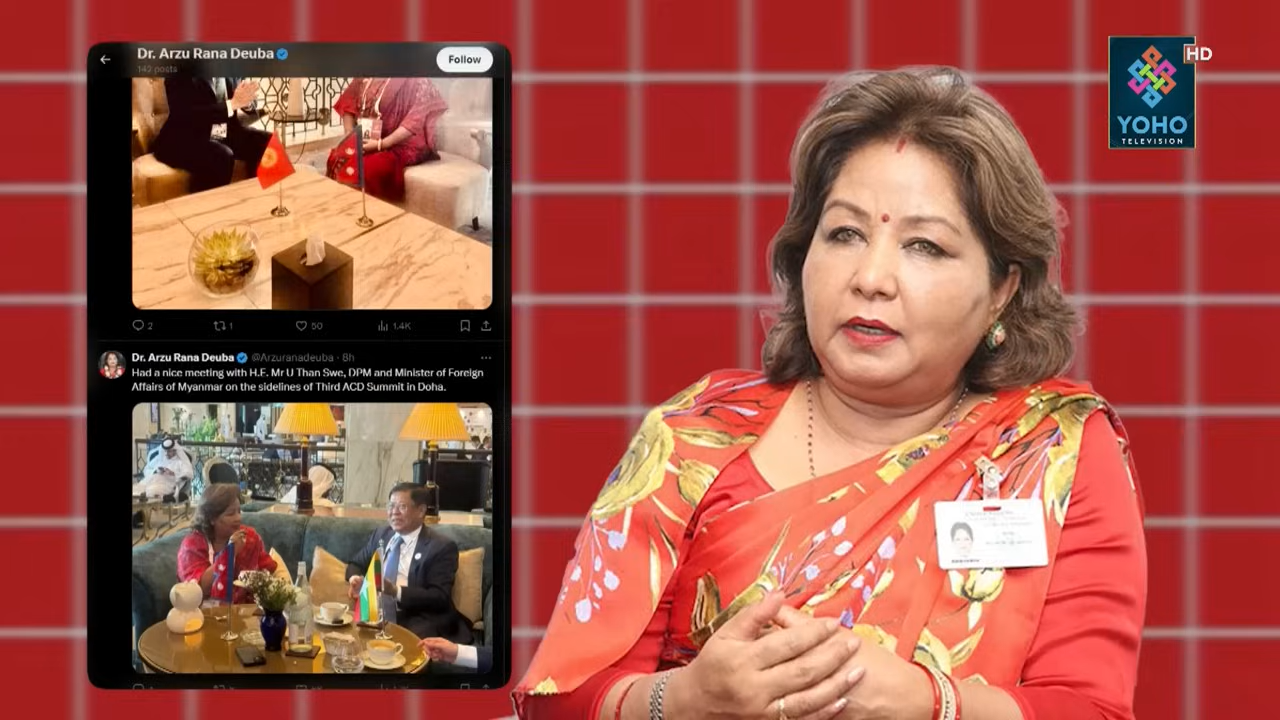 Dr. Arzu Rana Deuba
142 posts
Follow
2
1
50
1.4K
Dr. Arzu Rana Deuba @Arzuranadeuba · 8h
Had a nice meeting with H.E. Mr U Than Swe, DPM and Minister of Foreign
Affairs of Myanmar on the sidelines of Third ACD Summit in Doha.
HD
YOHO
TELEVISION